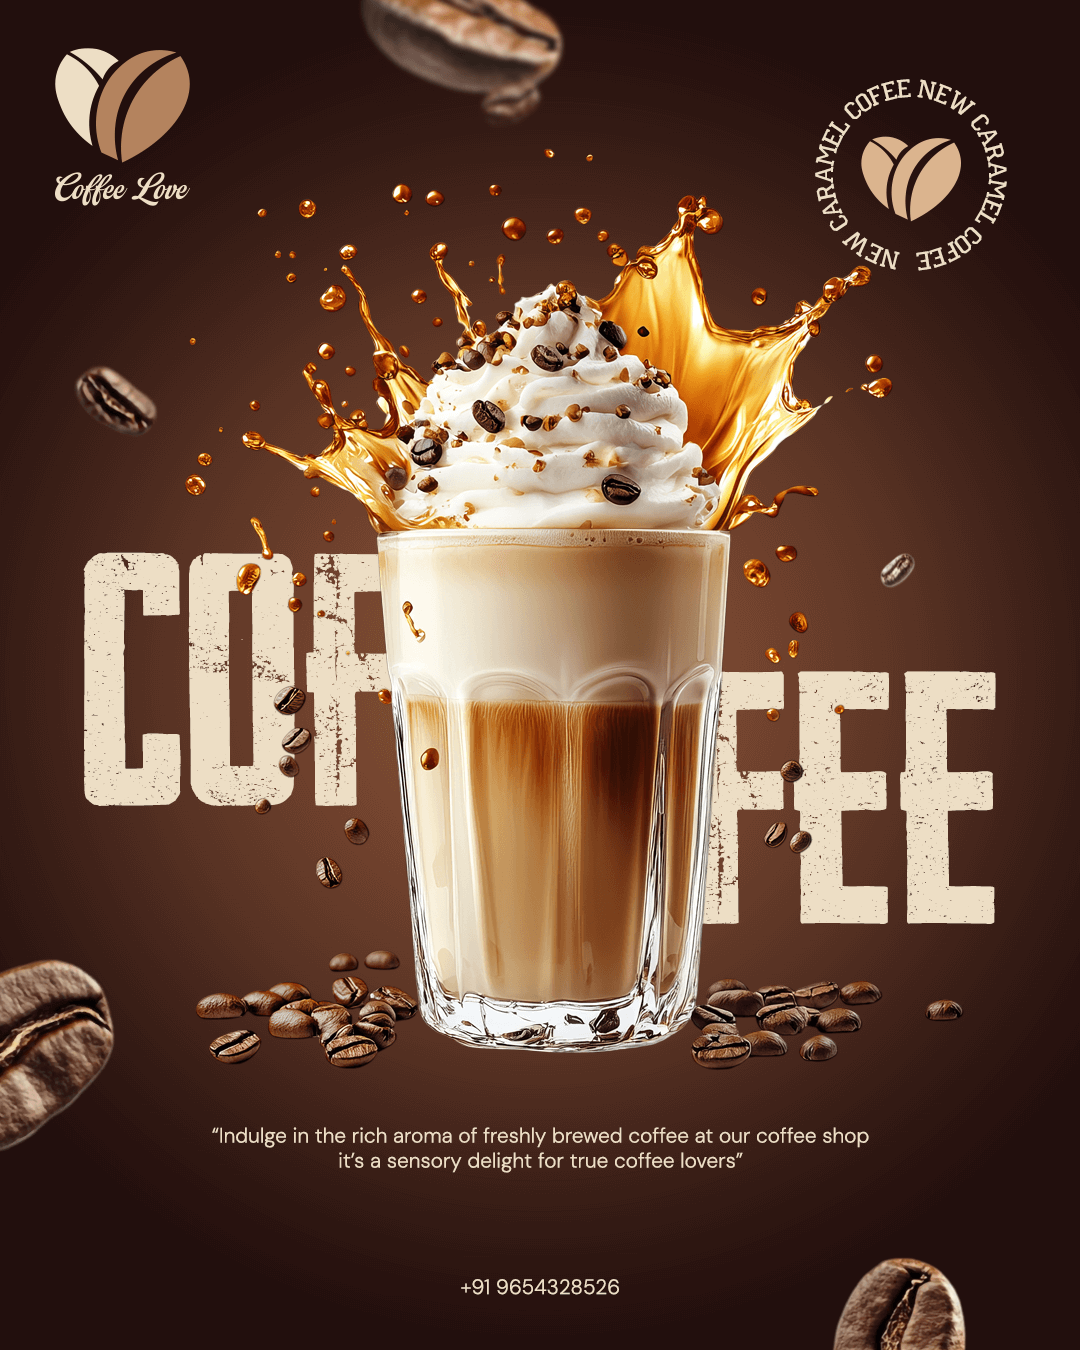 Coffee Love
NEW CARAMEL COFEE NEW CARAMEL COFEE
COF
FEE
“Indulge in the rich aroma of freshly brewed coffee at our coffee shop
it’s a sensory delight for true coffee lovers”
+91 9654328526